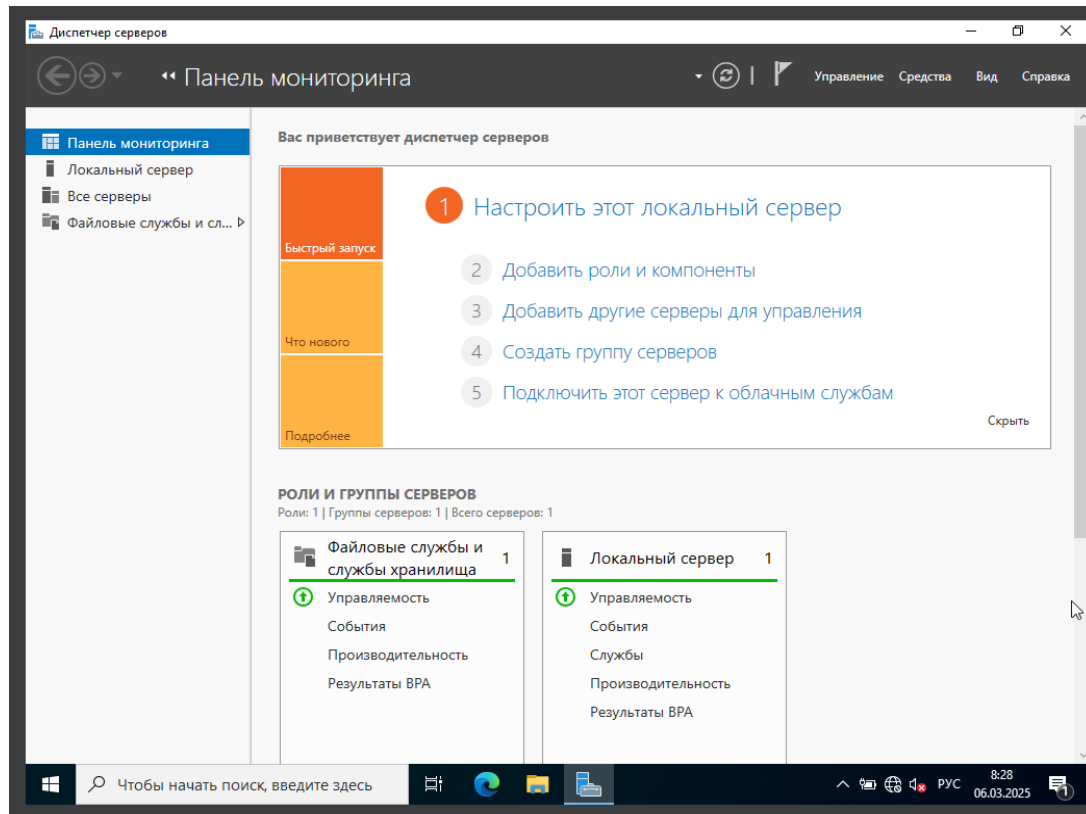 Диспетчер серверов
Панель мониторинга
Управление Средства Вид Справка
Панель мониторинга
Локальный сервер
Все серверы
Файловые службы и сл...
Вас приветствует диспетчер серверов
Быстрый запуск
Что нового
Подробнее
1 Настроить этот локальный сервер
2 Добавить роли и компоненты
3 Добавить другие серверы для управления
4 Создать группу серверов
5 Подключить этот сервер к облачным службам
Скрыть
РОЛИ И ГРУППЫ СЕРВЕРОВ
Роли: 1 | Группы серверов: 1 | Всего серверов: 1
Файловые службы и
службы хранилища 1
Управляемость
События
Производительность
Результаты BPA
Локальный сервер 1
Управляемость
События
Службы
Производительность
Результаты BPA
Чтобы начать поиск, введите здесь
РУС
8:28
06.03.2025
1